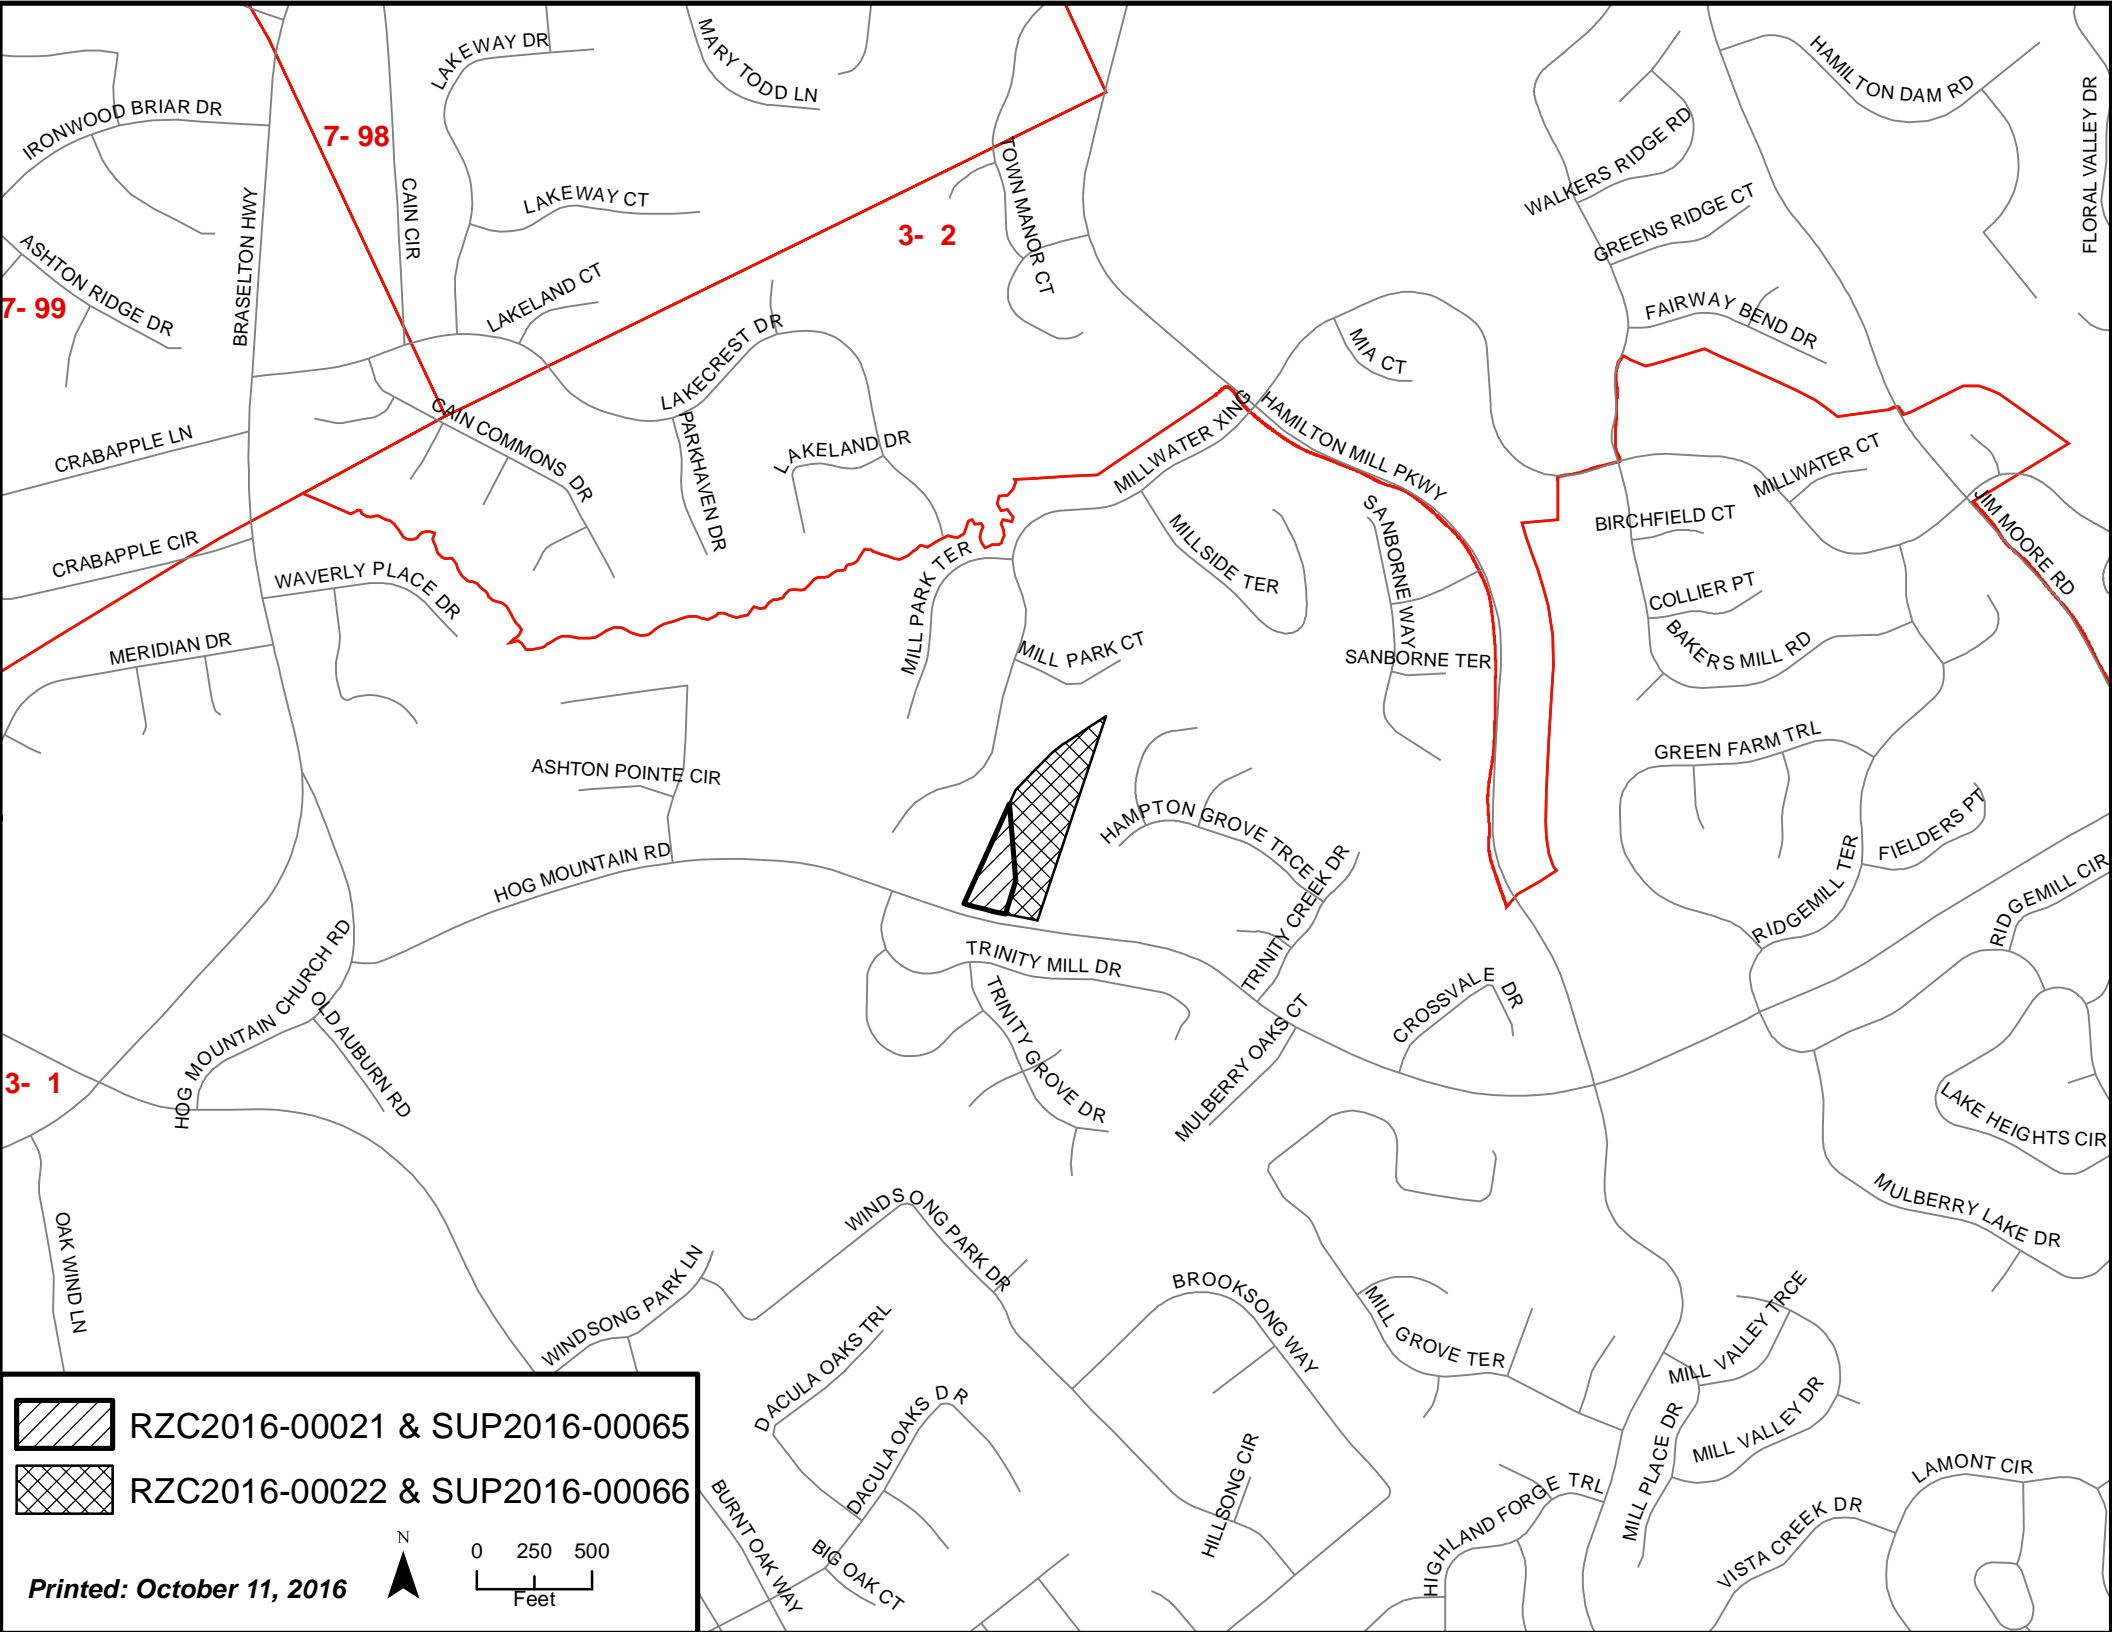 LAKEWAY DR
MARY TODD LN
HAMILTON DAM RD
FLORAL VALLEY DR
IRONWOOD BRIAR DR
7- 98
WALKERS RIDGE RD
CAIN CIR
LAKEWAY CT
TOWN MANOR CT
3- 2
GREENS RIDGE CT
BRASELTON HWY
ASHTON RIDGE DR
7- 99
LAKELAND CT
FAIRWAY BEND DR
LAKECREST DR
MIA CT
CAIN COMMONS DR
PARKHAVEN DR
LAKELAND DR
MILLWATER XING
HAMILTON MILL PKWY
CRABAPPLE LN
MILLWATER CT
SANBORNE WAY
BIRCHFIELD CT
JIM MOORE RD
CRABAPPLE CIR
WAVERLY PLACE DR
MILL PARK TER
MILLSIDE TER
COLLIER PT
BAKERS MILL RD
MERIDIAN DR
MILL PARK CT
SANBORNE TER
GREEN FARM TRL
ASHTON POINTE CIR
HAMPTON GROVE TRCE
FIELDERS PT
HOG MOUNTAIN RD
TRINITY CREEK DR
RIDGEMILL TER
RIDGEMILL CIR
TRINITY MILL DR
HOG MOUNTAIN CHURCH RD
OLD AUBURN RD
TRINITY GROVE DR
MULBERRY OAKS CT
CROSSVALE DR
3- 1
LAKE HEIGHTS CIR
OAK WIND LN
WINDSONG PARK DR
MULBERRY LAKE DR
WINDSONG PARK LN
BROOKSONG WAY
MILL GROVE TER
MILL VALLEY TRCE
DACULA OAKS TRL
DACULA OAKS DR
MILL VALLEY DR
MILL PLACE DR
HILLSONG CIR
HIGHLAND FORGE TRL
LAMONT CIR
VISTA CREEK DR
BURNT OAK WAY
BIG OAK CT
RZC2016-00021 & SUP2016-00065
RZC2016-00022 & SUP2016-00066
N
0 250 500
Feet
Printed: October 11, 2016